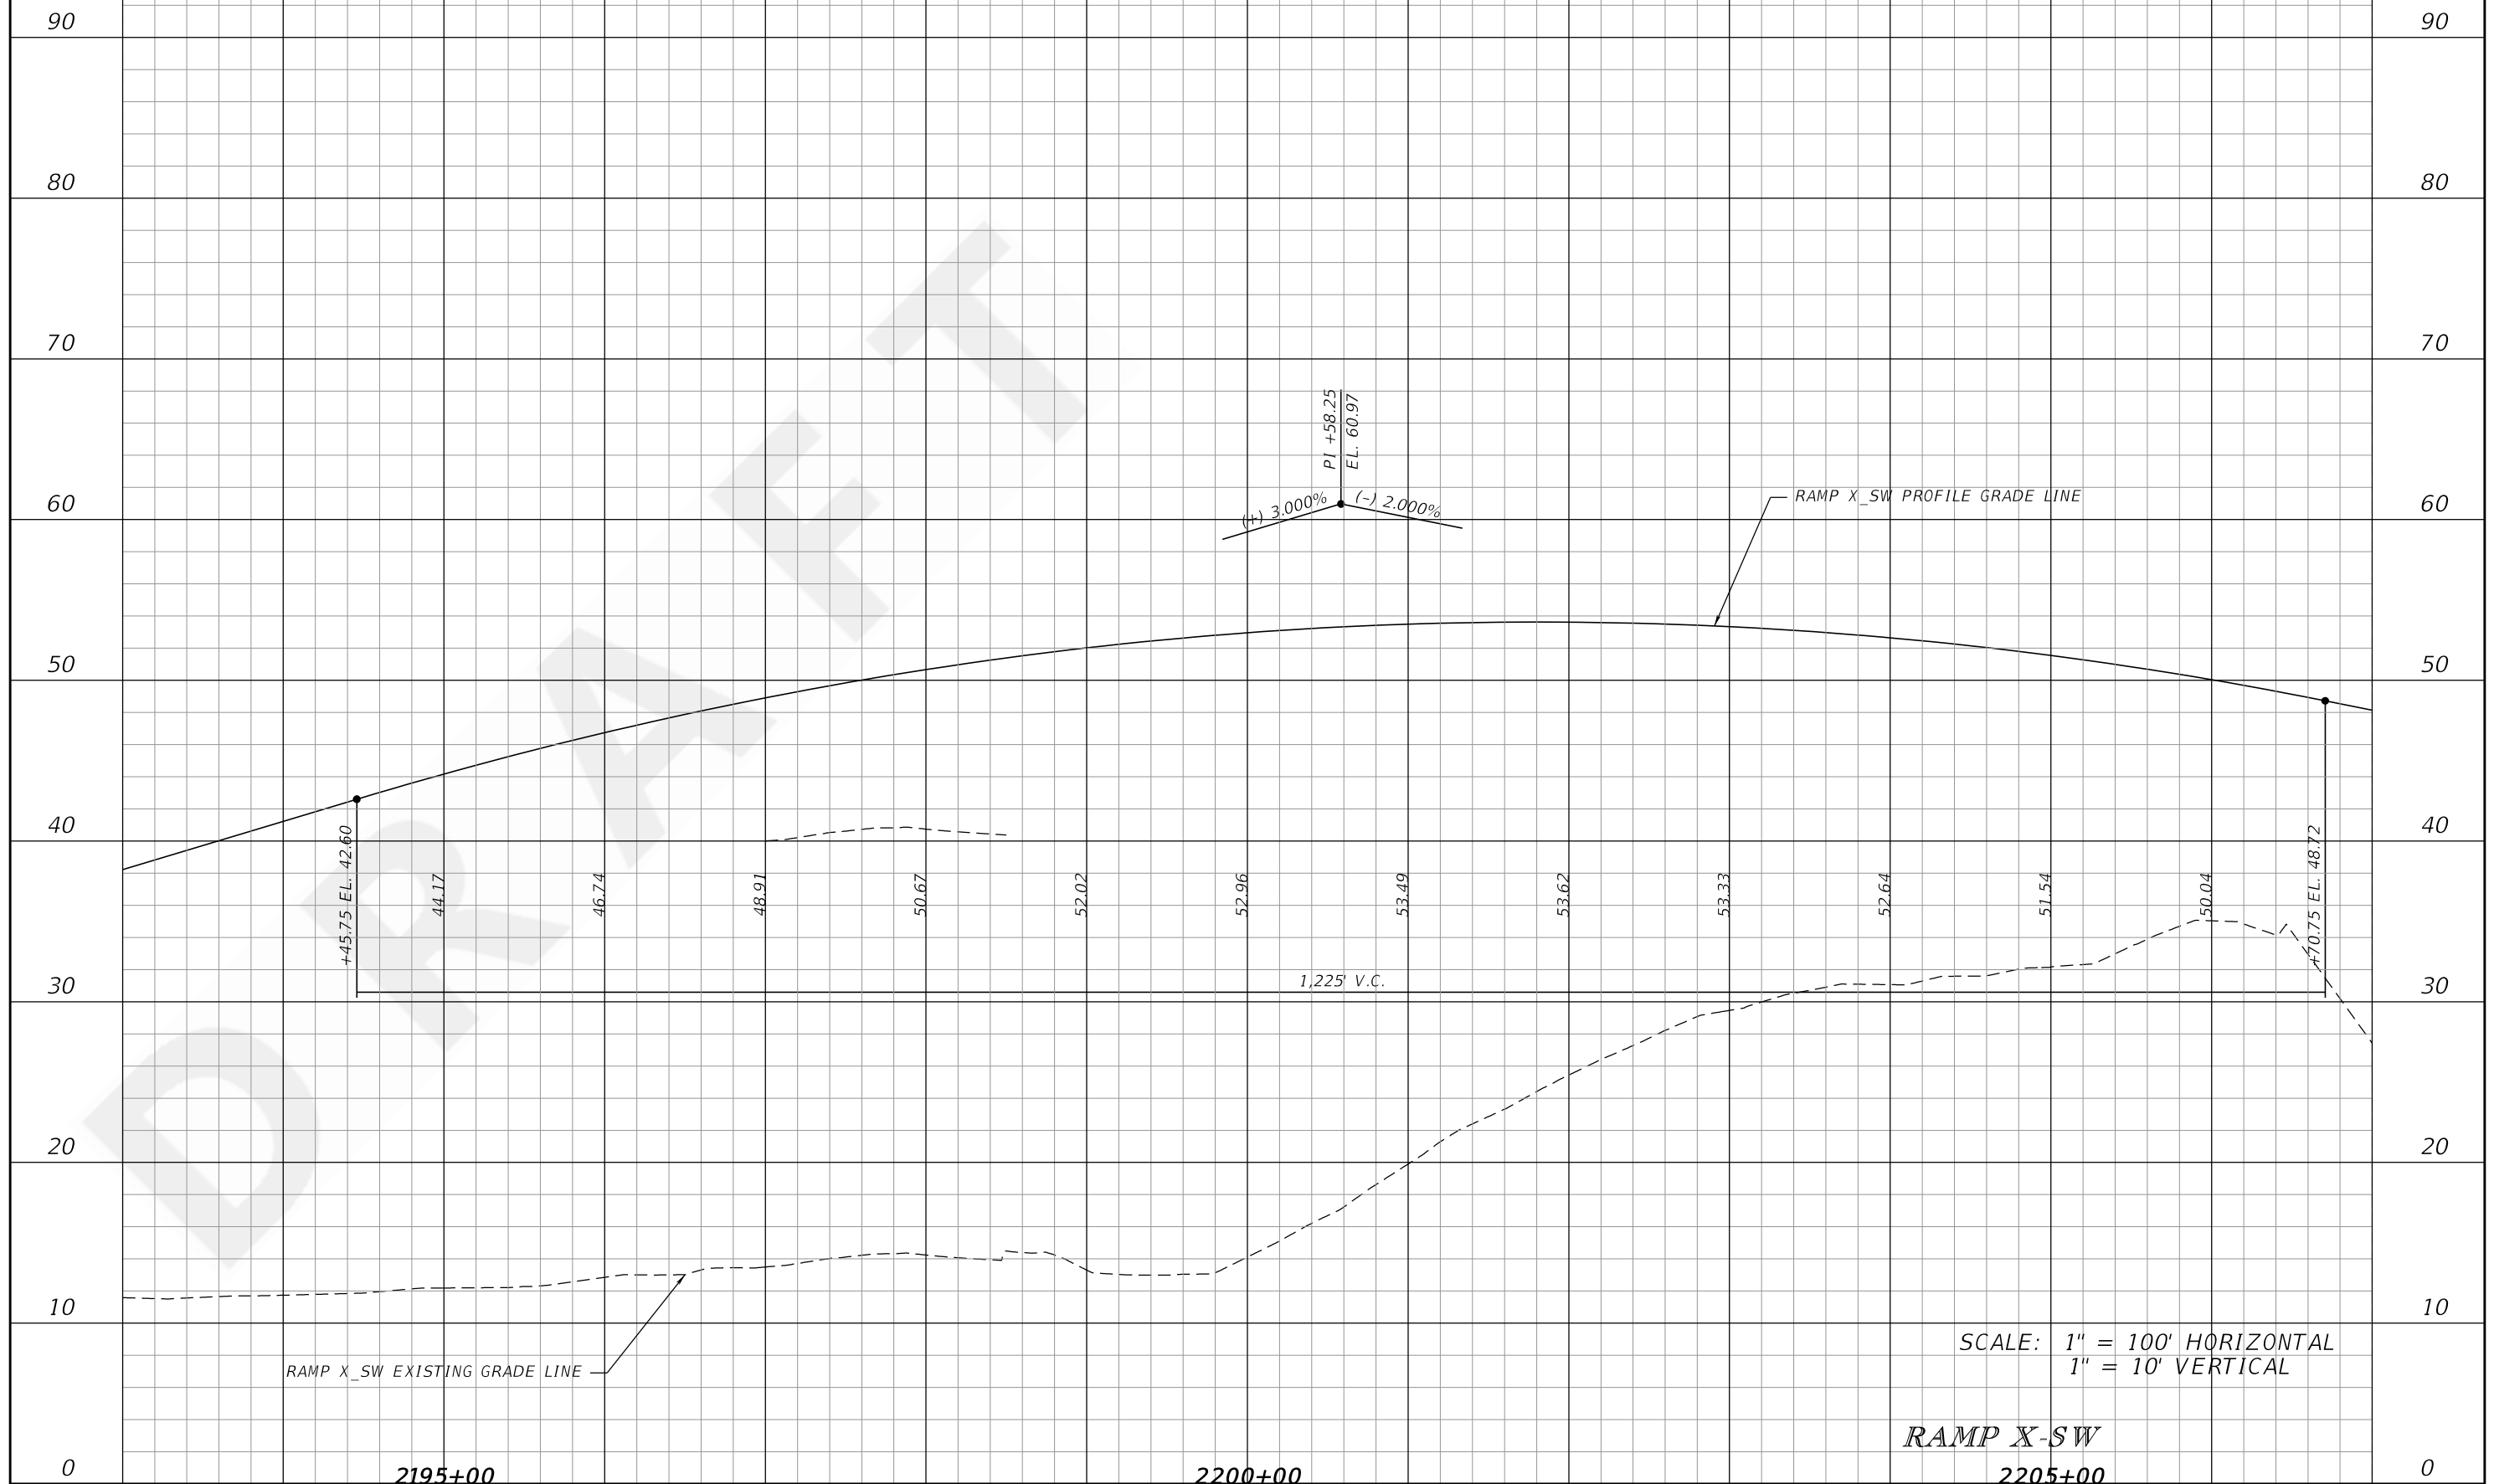 90 90
80 80
70 70
60 60
50 50
40 40
30 30
20 20
10 10
0 0
DRAFT
PI +58.25
EL. 60.97
(+) 3.000%
(-) 2.000%
RAMP X_SW PROFILE GRADE LINE
+45.75 EL. 42.60
44.17
46.74
48.91
50.67
52.02
52.96
53.49
53.62
53.33
52.64
51.54
50.04
+70.75 EL. 48.72
1,225' V.C.
RAMP X_SW EXISTING GRADE LINE
SCALE: 1" = 100' HORIZONTAL
1" = 10' VERTICAL
RAMP X-SW
2195+00 2200+00 2205+00